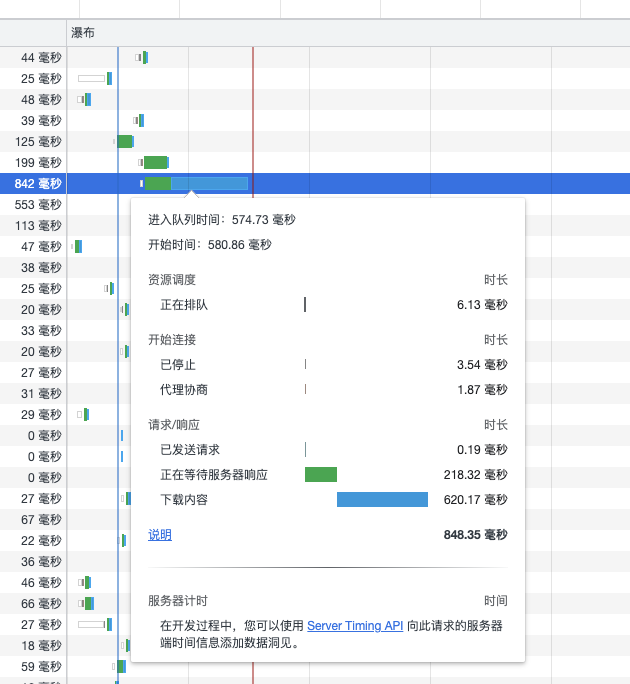 瀑布
44 毫秒
25 毫秒
48 毫秒
39 毫秒
125 毫秒
199 毫秒
842 毫秒
553 毫秒
113 毫秒
47 毫秒
38 毫秒
25 毫秒
20 毫秒
33 毫秒
20 毫秒
27 毫秒
31 毫秒
29 毫秒
0 毫秒
0 毫秒
0 毫秒
27 毫秒
67 毫秒
22 毫秒
36 毫秒
46 毫秒
66 毫秒
27 毫秒
18 毫秒
59 毫秒
进入队列时间：574.73 毫秒
开始时间：580.86 毫秒
资源调度 时长
正在排队 6.13 毫秒
开始连接 时长
已停止 3.54 毫秒
代理协商 1.87 毫秒
请求/响应 时长
已发送请求 0.19 毫秒
正在等待服务器响应 218.32 毫秒
下载内容 620.17 毫秒
说明 848.35 毫秒
服务器计时 时间
在开发过程中，您可以使用 Server Timing API 向此请求的服务器
端时间信息添加数据洞见。